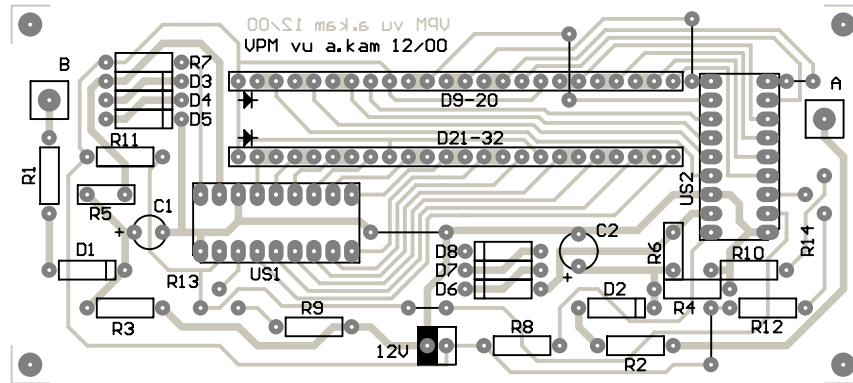 VPM vu a.kam 12/00
VPM vu a.kam 12/00
B
R7
D3
D4
D5
D9-20
A
D21-32
R11
R1
R5
C1
US2
US1
R13
D1
D8
D7
D6
C2
+
+
R6
R10
R14
R3
R9
D2
R4
R12
12V
R8
R2